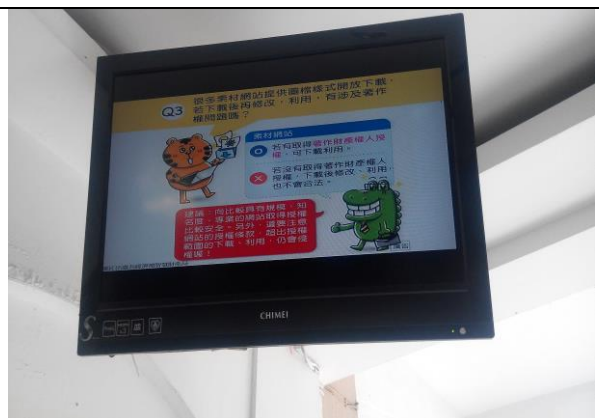 Q3
很多素材網站提供圖檔樣式開放下載，
若下載後再修改、利用，有涉及著作
權問題嗎？
素材網站
O 若有取得著作財產權人授
權，可下載利用。
X 若沒有取得著作財產權人
授權，下載後修改、利用，
也不會合法。
建議：向比較具有規模、知
名度、專業的網站取得授權
比較安全。另外，還要注意
網站的授權條款，超出授權
範圍的下載、利用，仍會侵
權喔！
CHIMEI